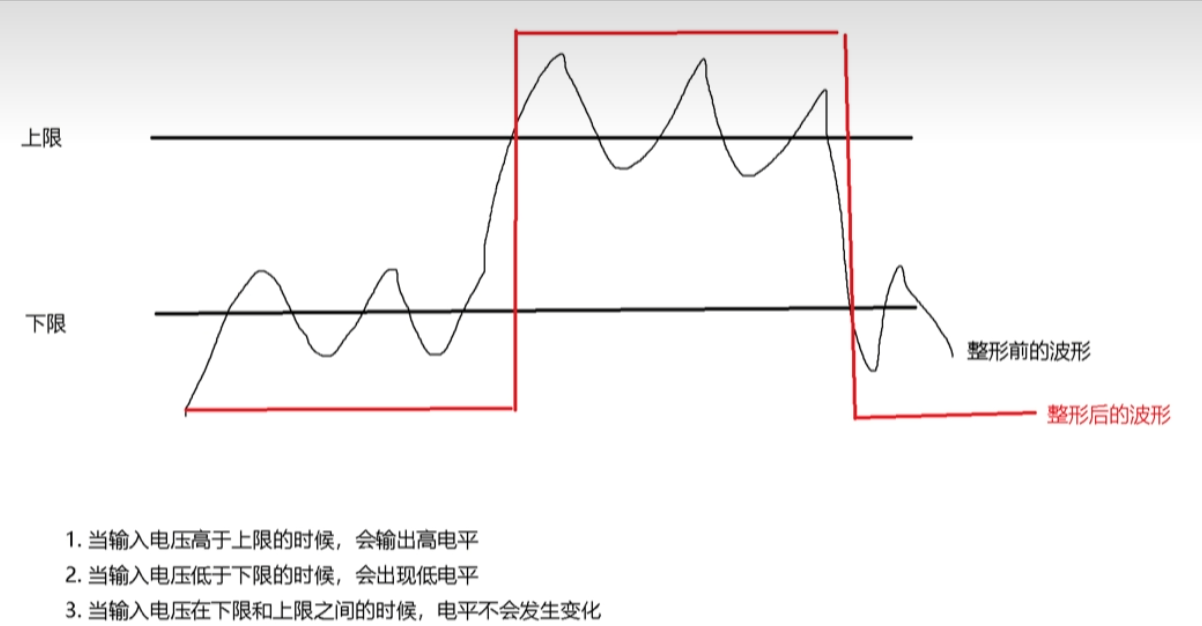 上限
下限
整形前的波形
整形后的波形
1. 当输入电压高于上限的时候，会输出高电平
2. 当输入电压低于下限的时候，会出现低电平
3. 当输入电压在下限和上限之间的时候，电平不会发生变化